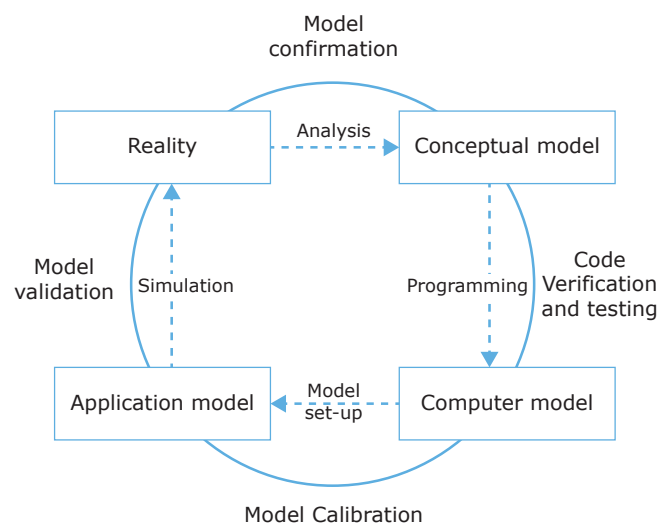 Model
confirmation
Reality
Analysis
Conceptual model
Model
validation
Simulation
Programming
Code
Verification
and testing
Application model
Model
set-up
Computer model
Model Calibration